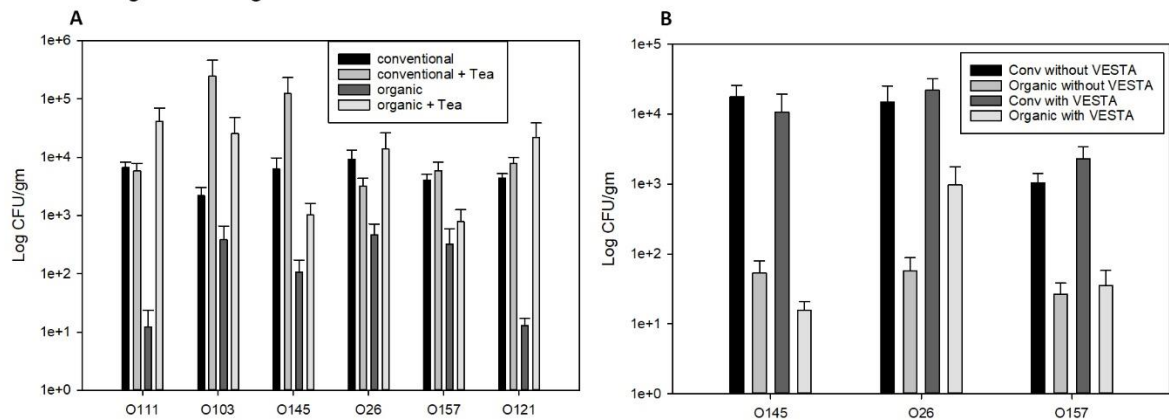 A
1e+6
1e+5
1e+4
1e+3
1e+2
1e+1
1e+0
Log CFU/gm
conventional
conventional + Tea
organic
organic + Tea
O111 O103 O145 O26 O157 O121
B
1e+5
1e+4
1e+3
1e+2
1e+1
1e+0
Log CFU/gm
Conv without VESTA
Organic without VESTA
Conv with VESTA
Organic with VESTA
O145 O26 O157